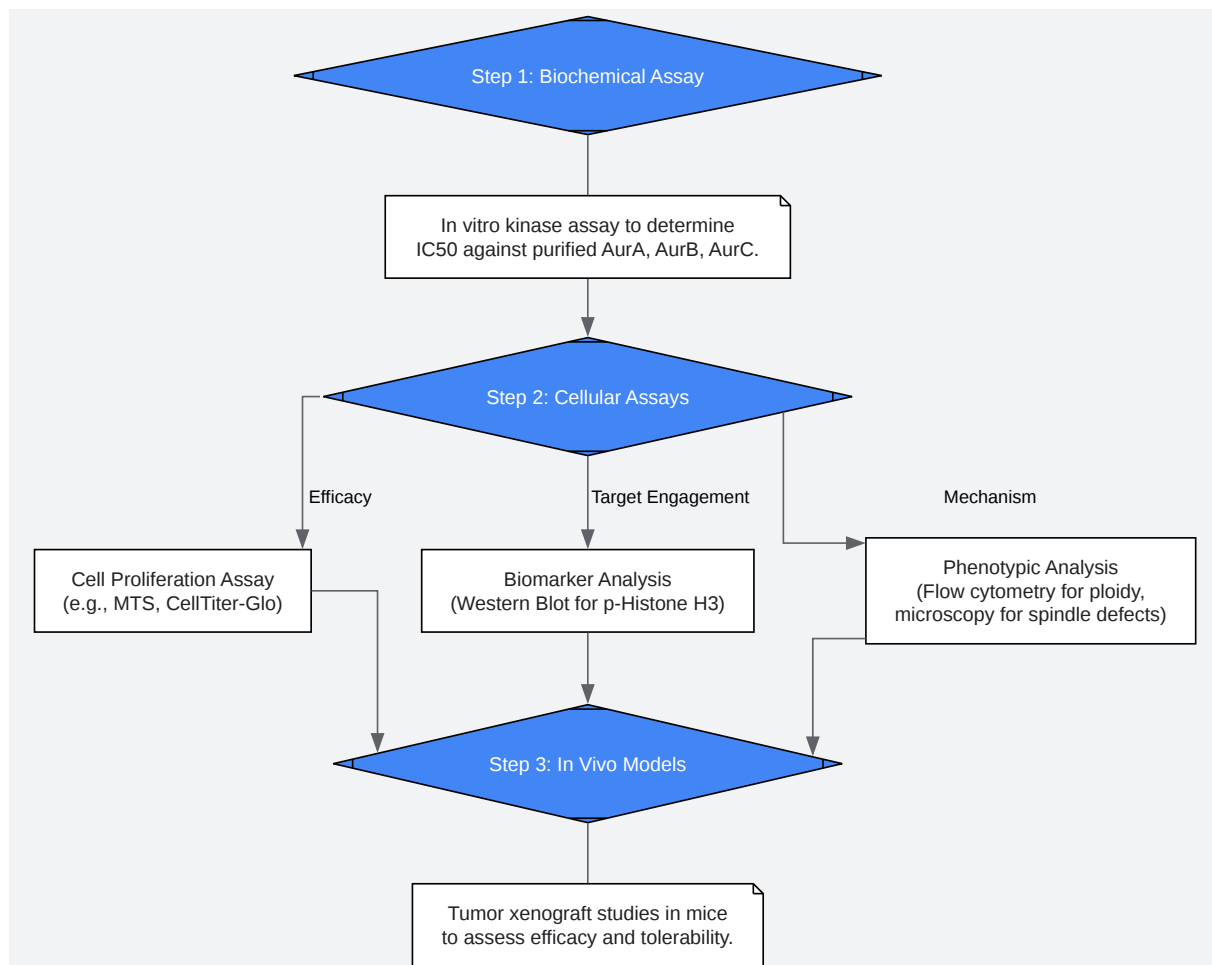 Step 1: Biochemical Assay
In vitro kinase assay to determine
IC50 against purified AurA, AurB, AurC.
Step 2: Cellular Assays
Efficacy
Target Engagement
Mechanism
Cell Proliferation Assay
(e.g., MTS, CellTiter-Glo)
Biomarker Analysis
(Western Blot for p-Histone H3)
Phenotypic Analysis
(Flow cytometry for ploidy,
microscopy for spindle defects)
Step 3: In Vivo Models
Tumor xenograft studies in mice
to assess efficacy and tolerability.